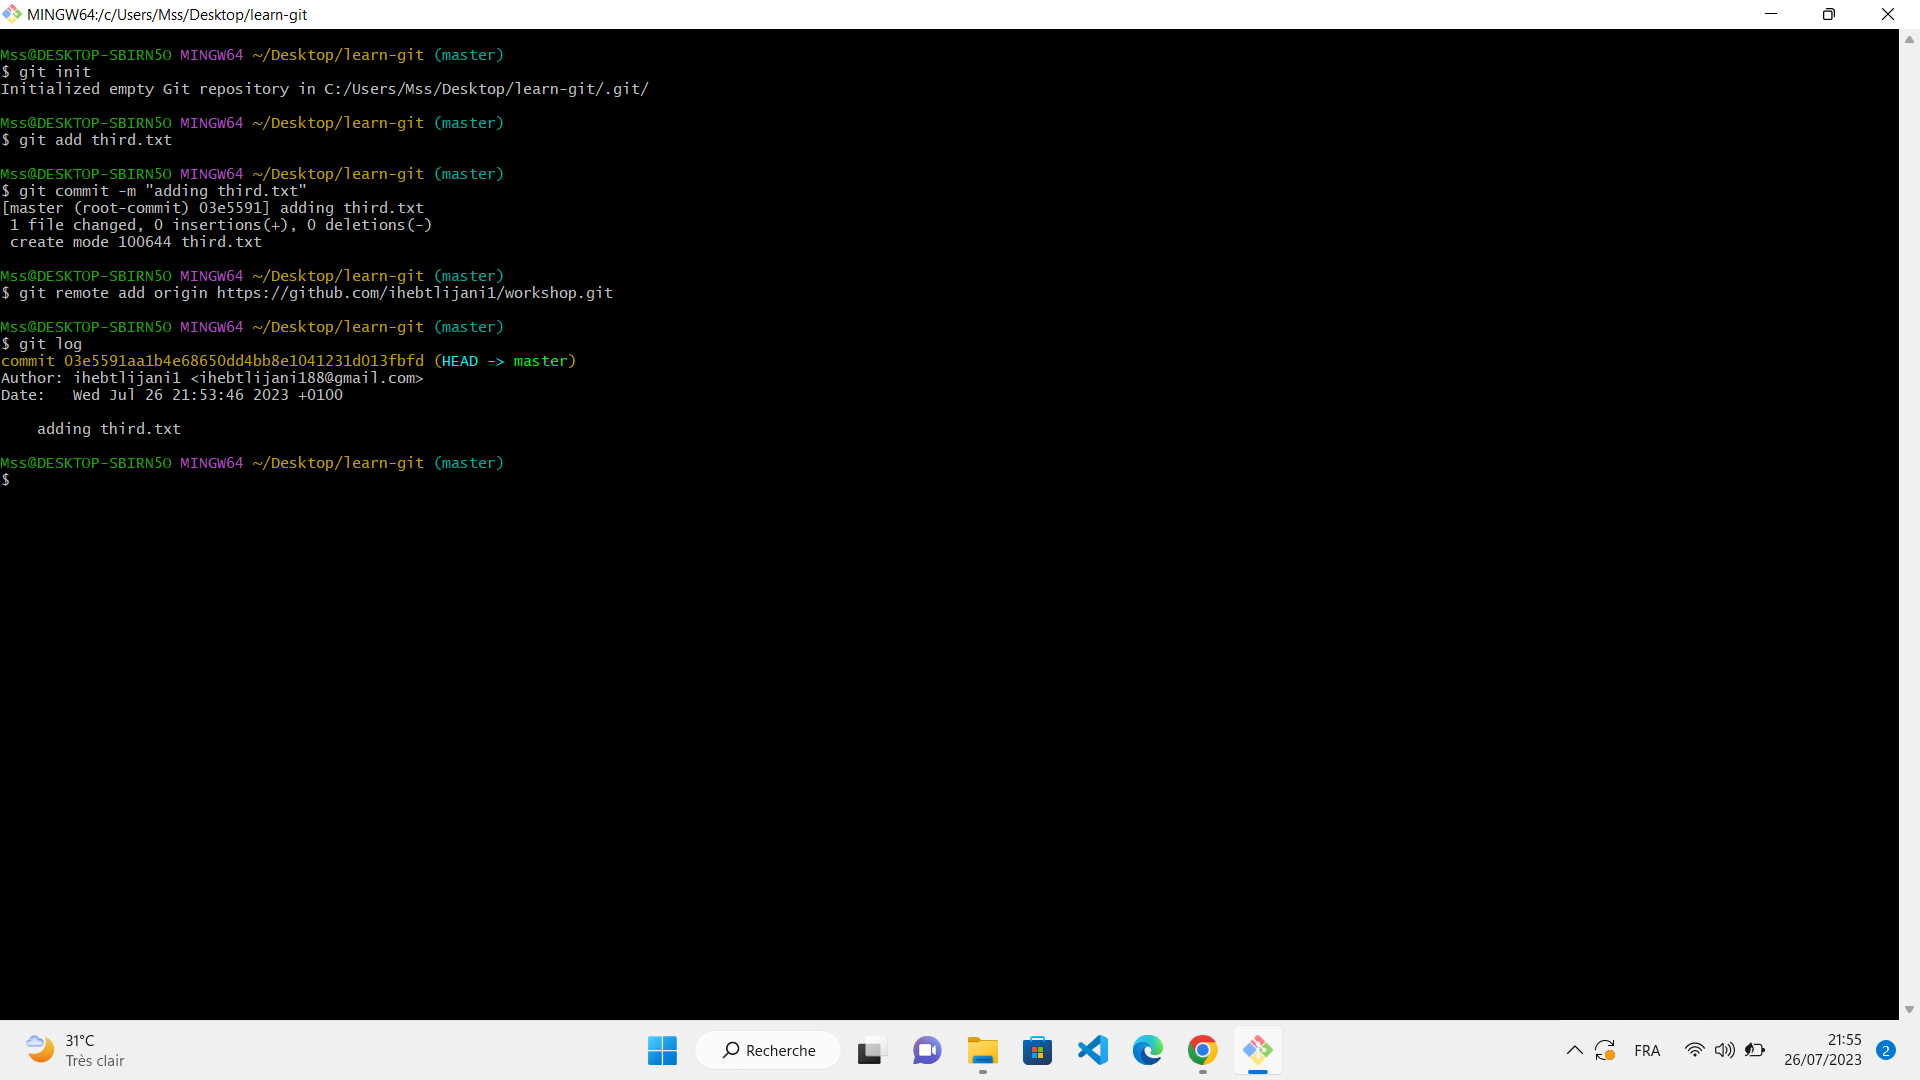 MINGW64:/c/Users/Mss/Desktop/learn-git
Mss@DESKTOP-SBIRN5O MINGW64 ~/Desktop/learn-git (master)
$ git init
Initialized empty Git repository in C:/Users/Mss/Desktop/learn-git/.git/
Mss@DESKTOP-SBIRN5O MINGW64 ~/Desktop/learn-git (master)
$ git add third.txt
Mss@DESKTOP-SBIRN5O MINGW64 ~/Desktop/learn-git (master)
$ git commit -m "adding third.txt"
[master (root-commit) 03e5591] adding third.txt
 1 file changed, 0 insertions(+), 0 deletions(-)
 create mode 100644 third.txt
Mss@DESKTOP-SBIRN5O MINGW64 ~/Desktop/learn-git (master)
$ git remote add origin https://github.com/ihebtlijani1/workshop.git
Mss@DESKTOP-SBIRN5O MINGW64 ~/Desktop/learn-git (master)
$ git log
commit 03e5591aa1b4e68650dd4bb8e1041231d013fbfd (HEAD -> master)
Author: ihebtlijani1 <ihebtlijani188@gmail.com>
Date:   Wed Jul 26 21:53:46 2023 +0100
    adding third.txt
Mss@DESKTOP-SBIRN5O MINGW64 ~/Desktop/learn-git (master)
$
31°C
Très clair
Recherche
FRA
21:55
26/07/2023
2